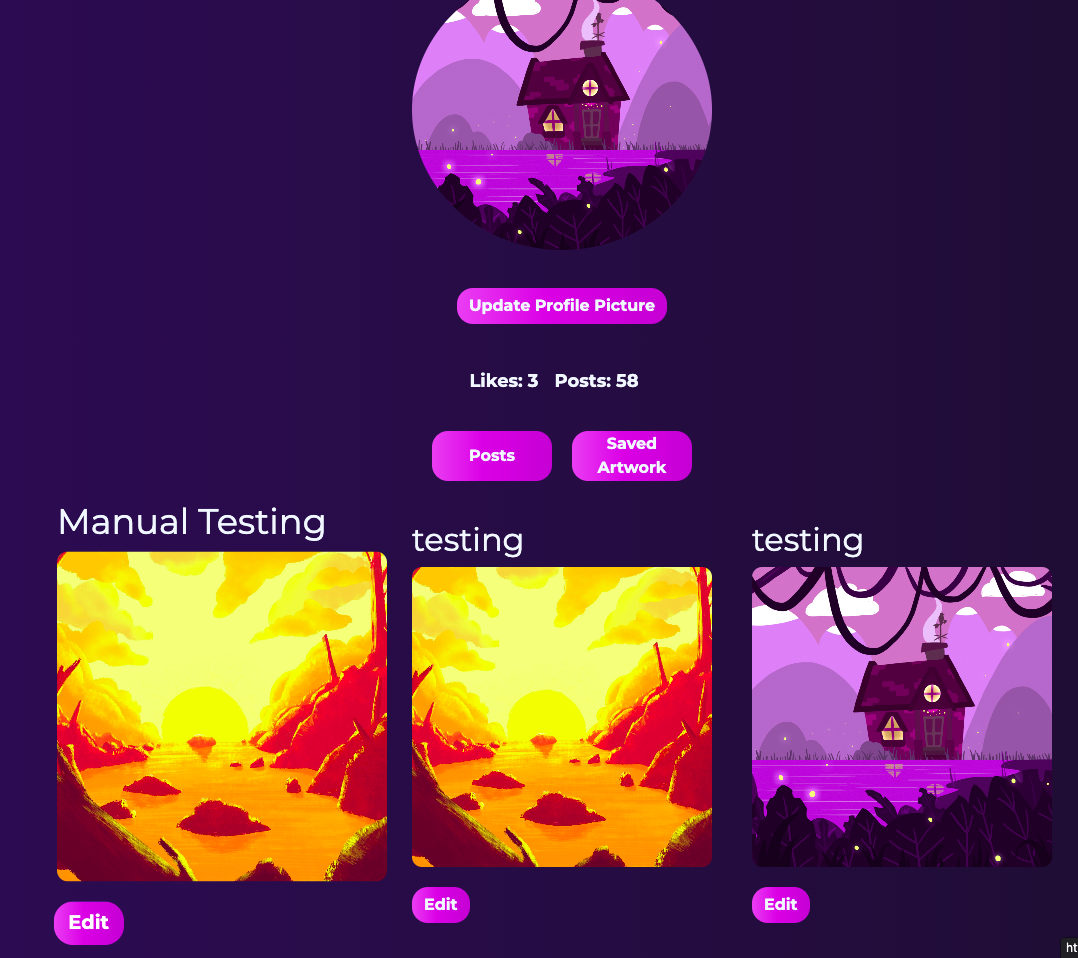 Update Profile Picture
Likes: 3 Posts: 58
Posts
Saved
Artwork
Manual Testing
testing
testing
Edit
Edit
Edit
ht